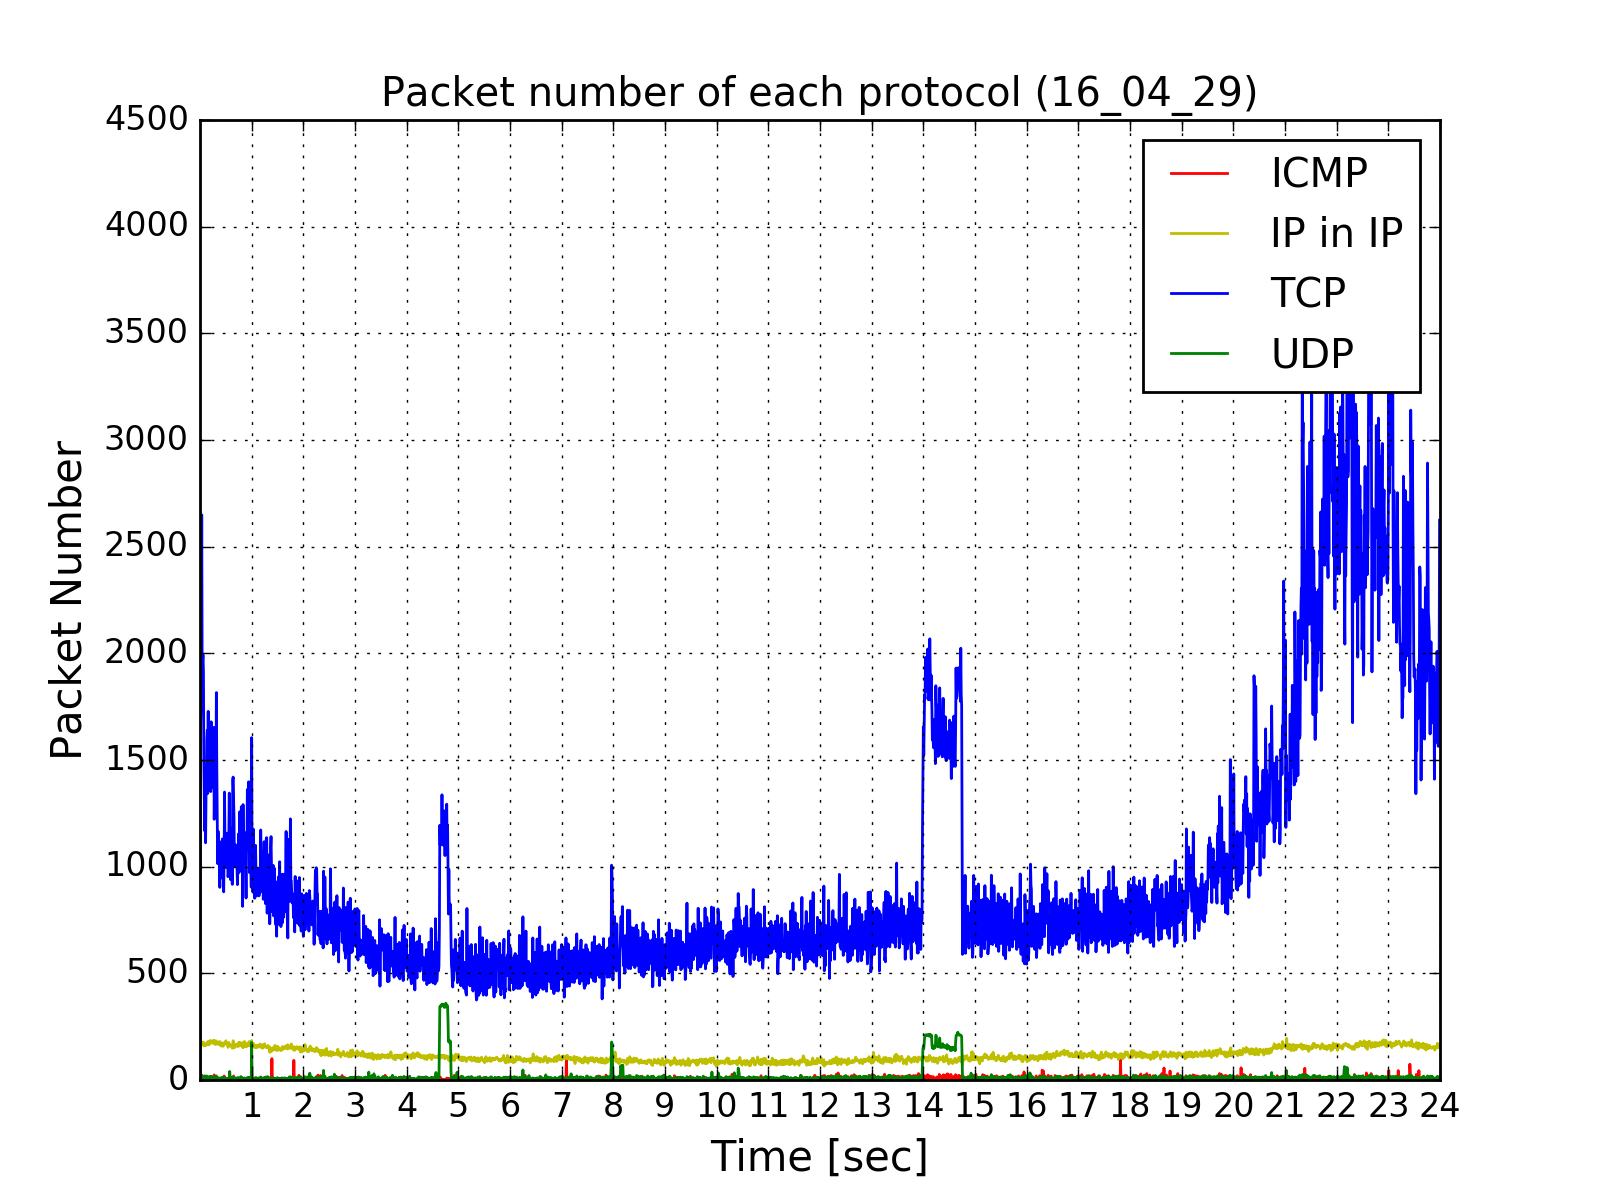 Packet number of each protocol (16_04_29)
4500
4000
3500
3000
2500
2000
1500
1000
500
0
Packet Number
ICMP
IP in IP
TCP
UDP
1 2 3 4 5 6 7 8 9 10 11 12 13 14 15 16 17 18 19 20 21 22 23 24
Time [sec]